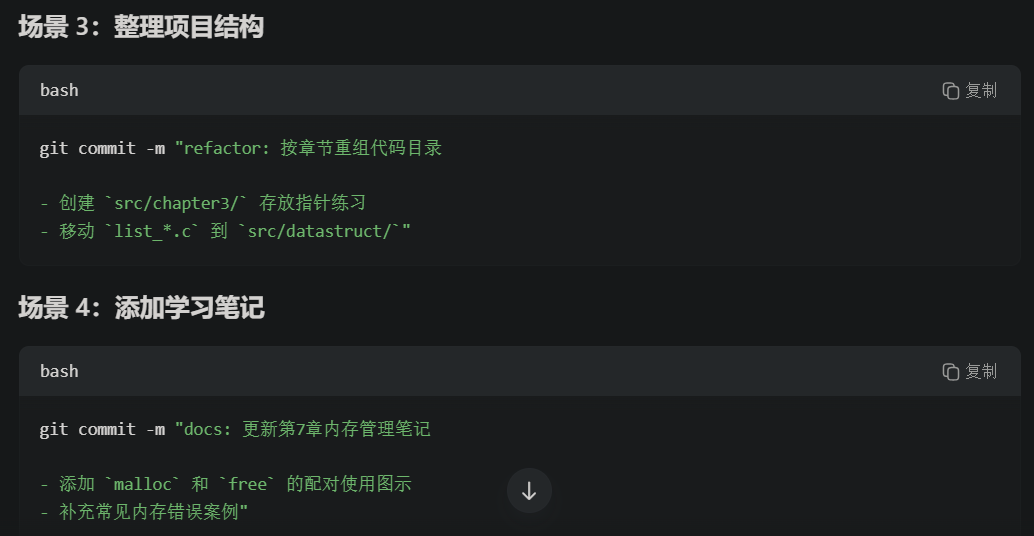 场景 3：整理项目结构
bash
复制
git commit -m "refactor: 按章节重组代码目录
- 创建 `src/chapter3/` 存放指针练习
- 移动 `list_*.c` 到 `src/datastruct/`"
场景 4：添加学习笔记
bash
复制
git commit -m "docs: 更新第7章内存管理笔记
- 添加 `malloc` 和 `free` 的配对使用图示
- 补充常见内存错误案例"